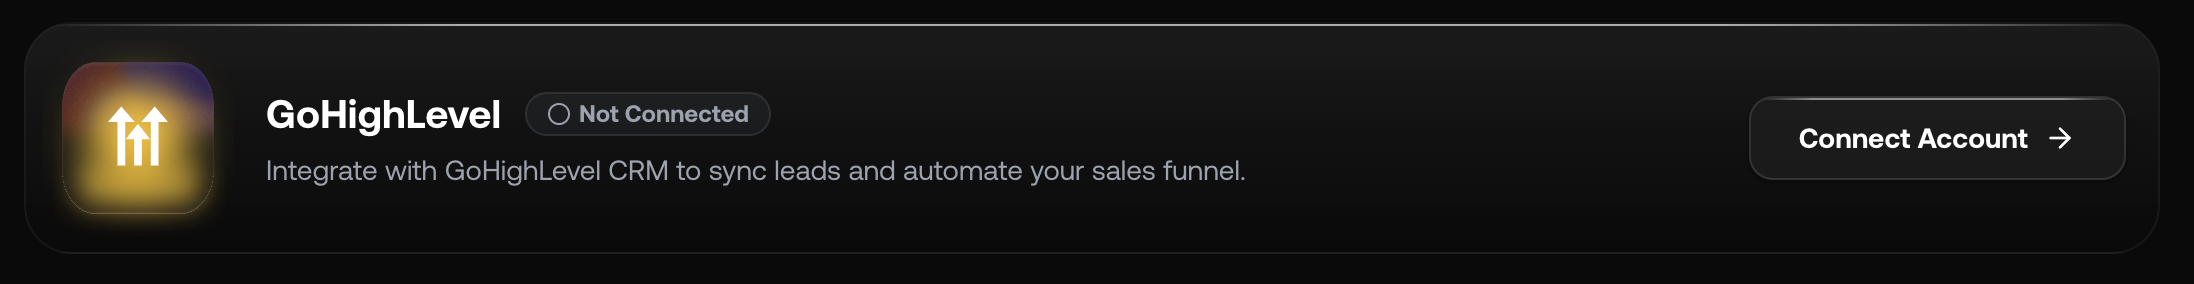 GoHighLevel
Not Connected
Integrate with GoHighLevel CRM to sync leads and automate your sales funnel.
Connect Account